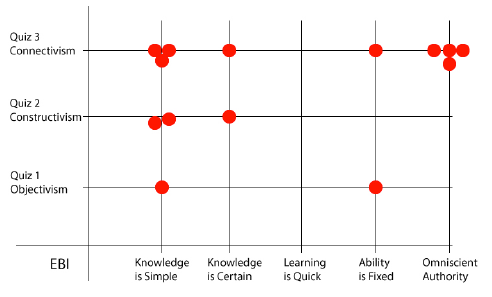 Quiz 3
Connectivism
Quiz 2
Constructivism
Quiz 1
Objectivism
EBI
Knowledge
is Simple
Knowledge
is Certain
Learning
is Quick
Ability
is Fixed
Omniscient
Authority